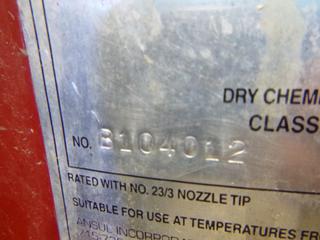 DRY CHEM
CLASS
NO. B104012
RATED WITH NO. 23/3 NOZZLE TIP
SUITABLE FOR USE AT TEMPERATURES FR
ANSUL INCORPORA